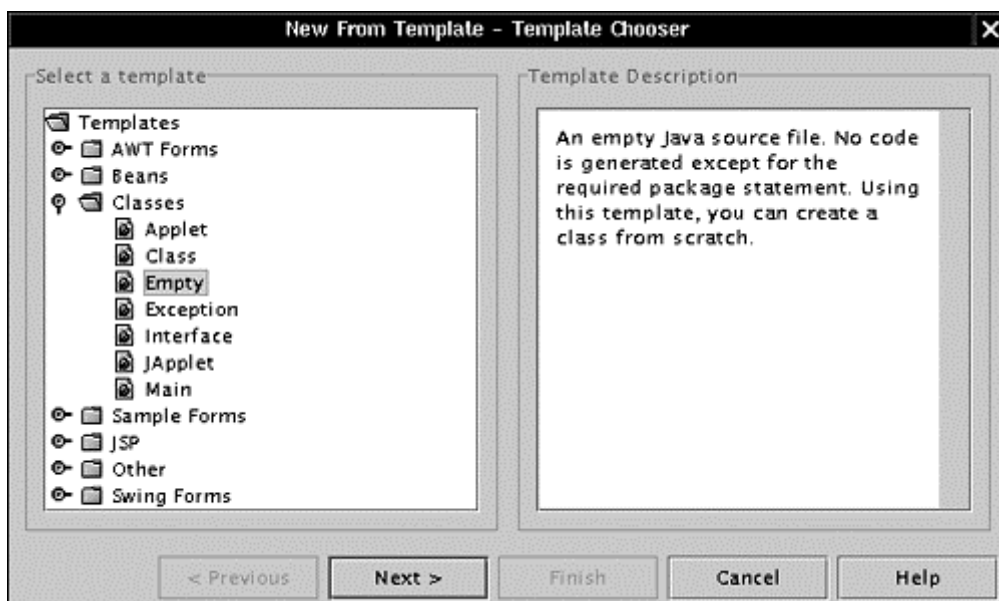 New From Template - Template Chooser
Select a template
Templates
AWT Forms
Beans
Classes
Applet
Class
Empty
Exception
Interface
JApplet
Main
Sample Forms
JSP
Other
Swing Forms
Template Description
An empty Java source file. No code
is generated except for the
required package statement. Using
this template, you can create a
class from scratch.
< Previous
Next >
Finish
Cancel
Help